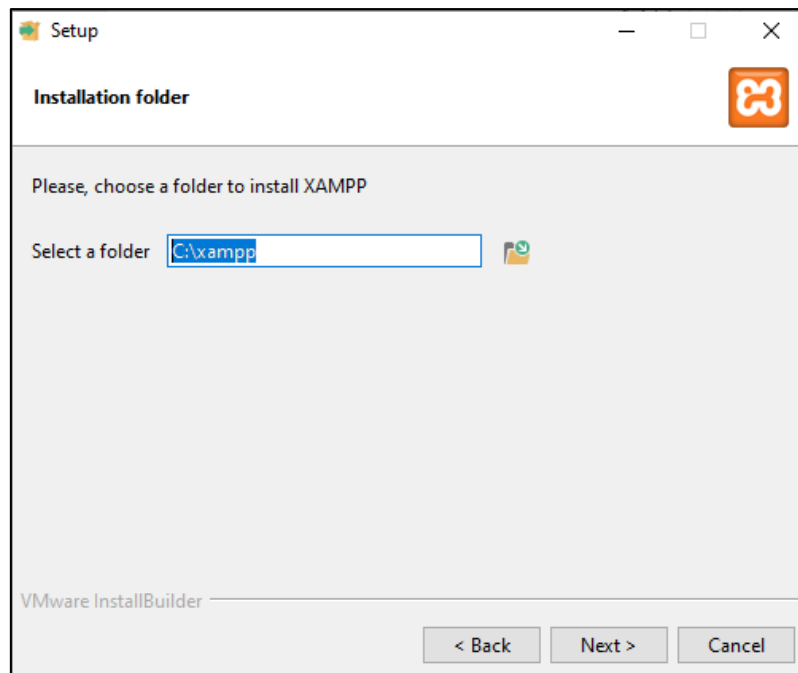 Setup
Installation folder
Please, choose a folder to install XAMPP
Select a folder C:\xampp
VMware InstallBuilder
< Back Next > Cancel